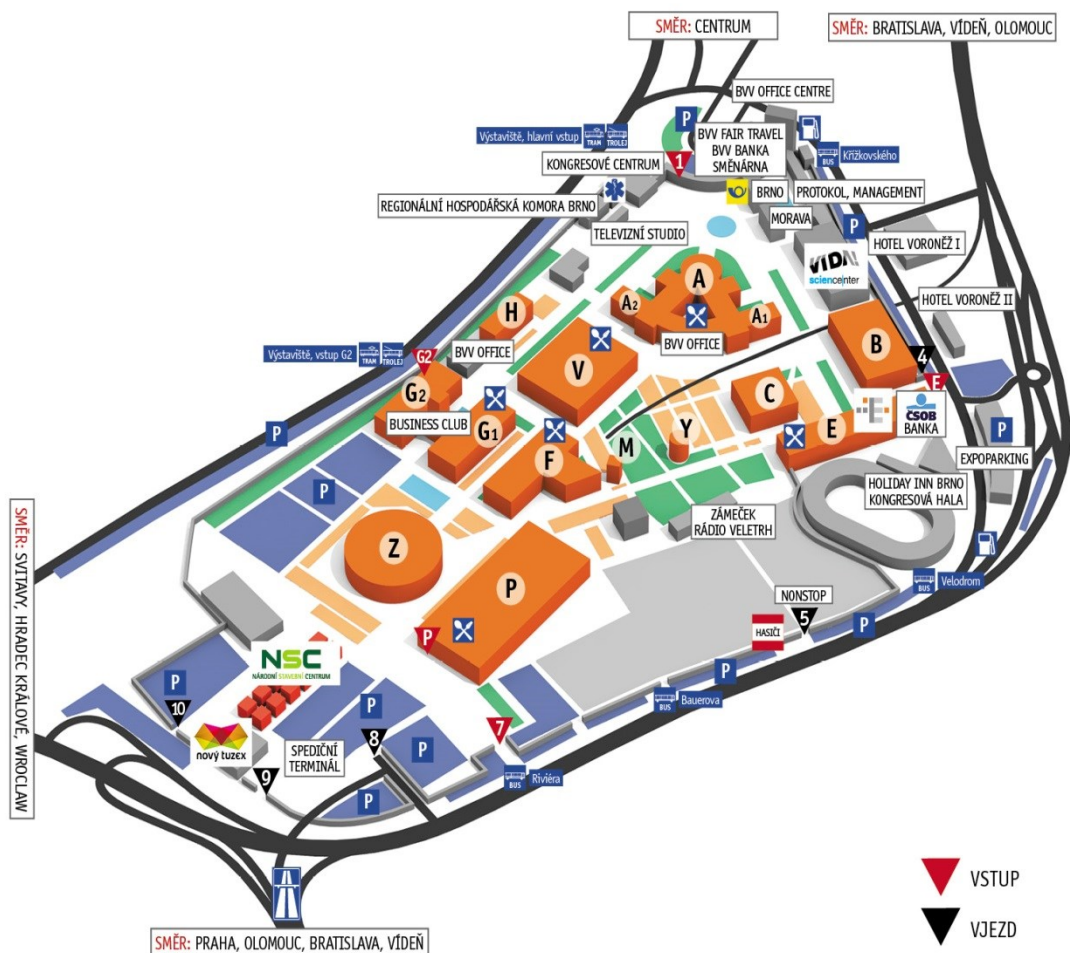 SMĚR: CENTRUM
SMĚR: BRATISLAVA, VÍDEŇ, OLOMOUC
BVV OFFICE CENTRE
P
Výstaviště, hlavní vstup
TRAM
TROLEJ
BVV FAIR TRAVEL
BVV BANKA
SMĚNÁRNA
KONGRESOVÉ CENTRUM
1
BUS
Křížkovského
REGIONÁLNÍ HOSPODÁŘSKÁ KOMORA BRNO
BRNO
PROTOKOL, MANAGEMENT
MORAVA
TELEVIZNÍ STUDIO
P
HOTEL VORONĚŽ I
VIDA!
sciencecenter
HOTEL VORONĚŽ II
A
A2
A1
H
BVV OFFICE
B
4
E
Výstaviště, vstup G2
TRAM
TROLEJ
G2
BVV OFFICE
V
C
ČSOB
BANKA
G2
BUSINESS CLUB
G1
P
F
M
Y
E
P
EXPOPARKING
HOLIDAY INN BRNO
KONGRESOVÁ HALA
P
ZÁMEČEK
RÁDIO VELETRH
Z
P
SMĚR: SVITAVY, HRADEC KRÁLOVÉ, WROCLAW
BUS
Velodrom
NONSTOP
5
P
HASIČI
P
P
BUS
Bauerova
NSC
NÁRODNÍ STAVEBNÍ CENTRUM
P
10
P
nový tuzex
SPEDIČNÍ
TERMINÁL
8
P
7
9
BUS
Riviéra
P
VSTUP
VJEZD
SMĚR: PRAHA, OLOMOUC, BRATISLAVA, VÍDEŇ